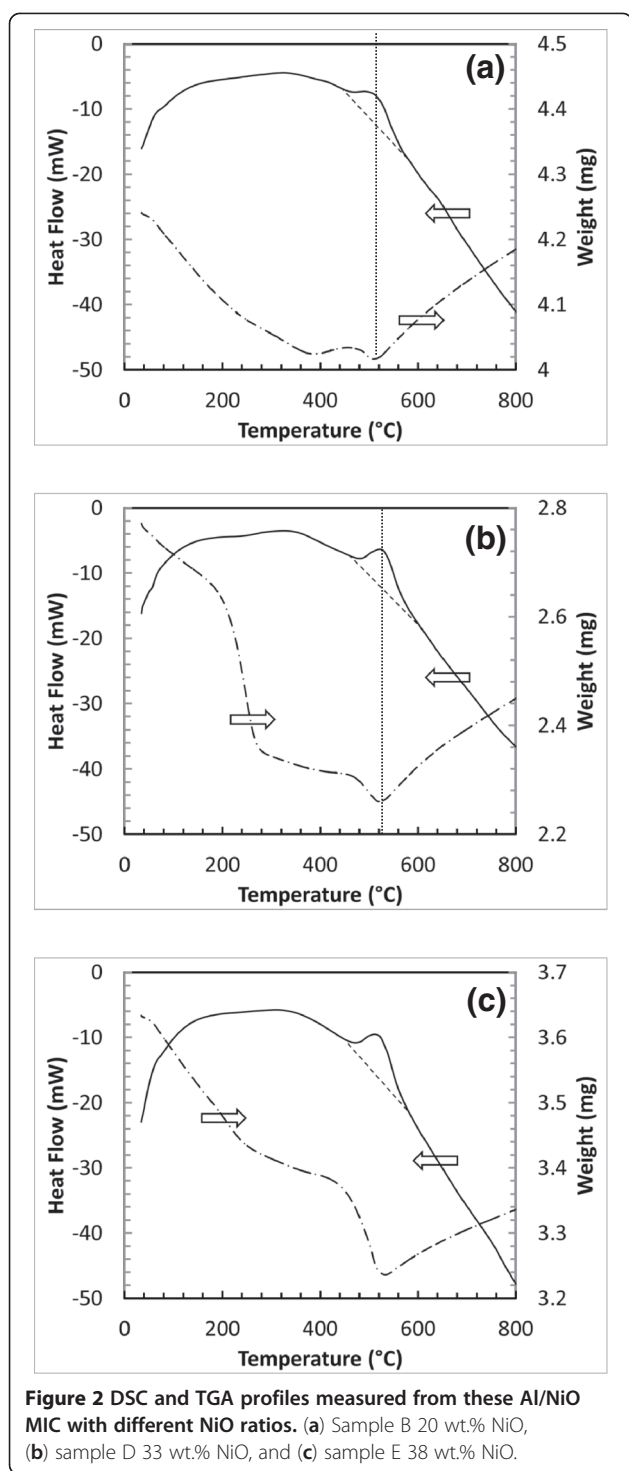 (a)
0
-10
-20
-30
-40
-50
Heat Flow (mW)
4.5
4.4
4.3
4.2
4.1
4
Weight (mg)
0 200 400 600 800
Temperature (°C)
(b)
0
-10
-20
-30
-40
-50
Heat Flow (mW)
2.8
2.6
2.4
2.2
Weight (mg)
0 200 400 600 800
Temperature (°C)
(c)
0
-10
-20
-30
-40
-50
Heat Flow (mW)
3.7
3.6
3.5
3.4
3.3
3.2
Weight (mg)
0 200 400 600 800
Temperature (°C)
Figure 2 DSC and TGA profiles measured from these Al/NiO
MIC with different NiO ratios. (a) Sample B 20 wt.% NiO,
(b) sample D 33 wt.% NiO, and (c) sample E 38 wt.% NiO.